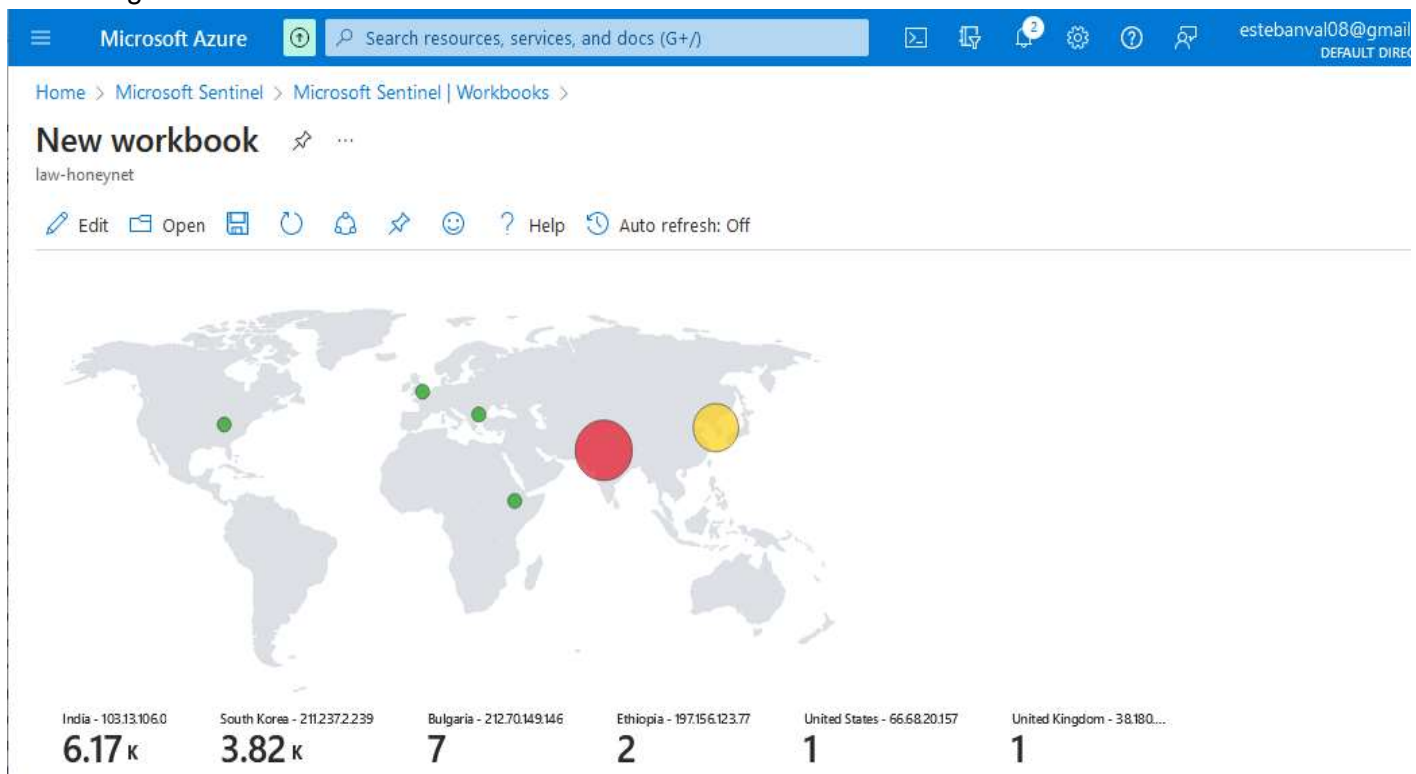 Microsoft Azure
Search resources, services, and docs (G+/)
2
estebanval08@gmail
DEFAULT DIREC
Home > Microsoft Sentinel > Microsoft Sentinel | Workbooks >
New workbook
law-honeynet
Edit Open Help Auto refresh: Off
India - 103.13.106.0 South Korea - 211.237.2.239 Bulgaria - 212.70.149.146 Ethiopia - 197.156.123.77 United States - 66.68.20.157 United Kingdom - 38.180....
6.17 K 3.82 K 7 2 1 1